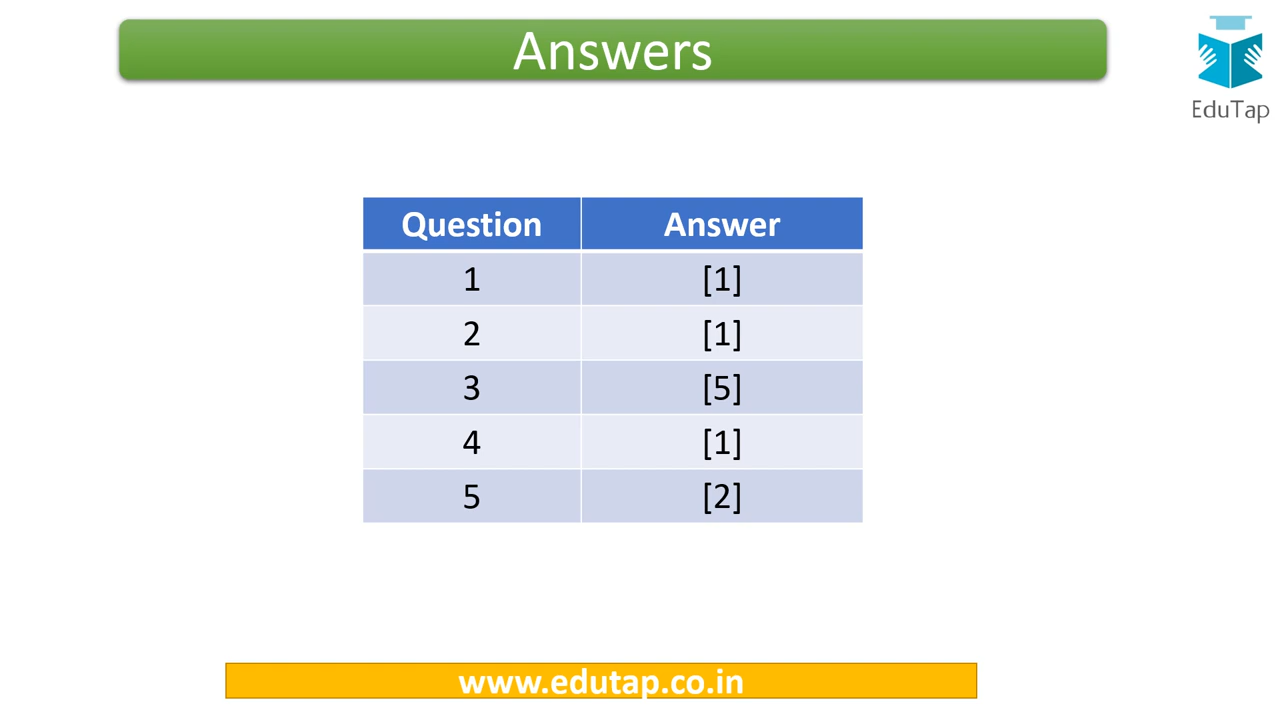 Answers
EduTap
Question Answer
1 [1]
2 [1]
3 [5]
4 [1]
5 [2]
www.edutap.co.in